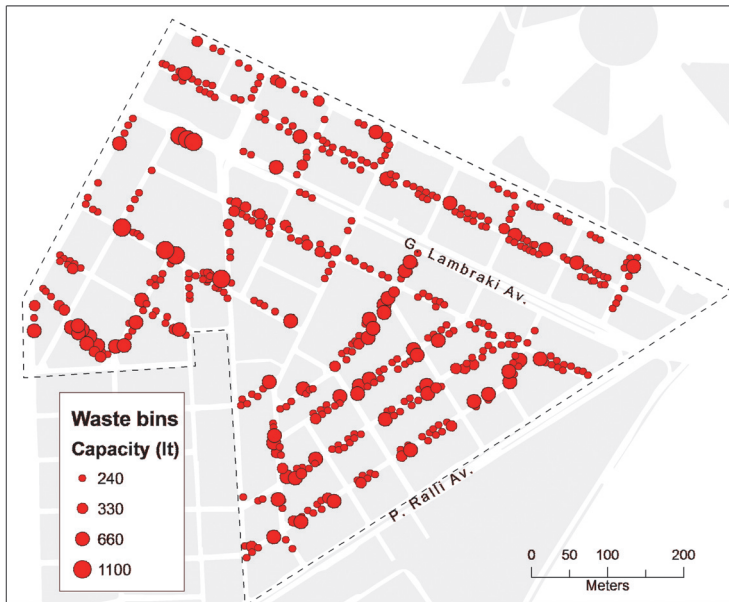 G. Lambraki Av.
P. Ralli Av.
Waste bins
Capacity (lt)
240
330
660
1100
0 50 100 200
Meters